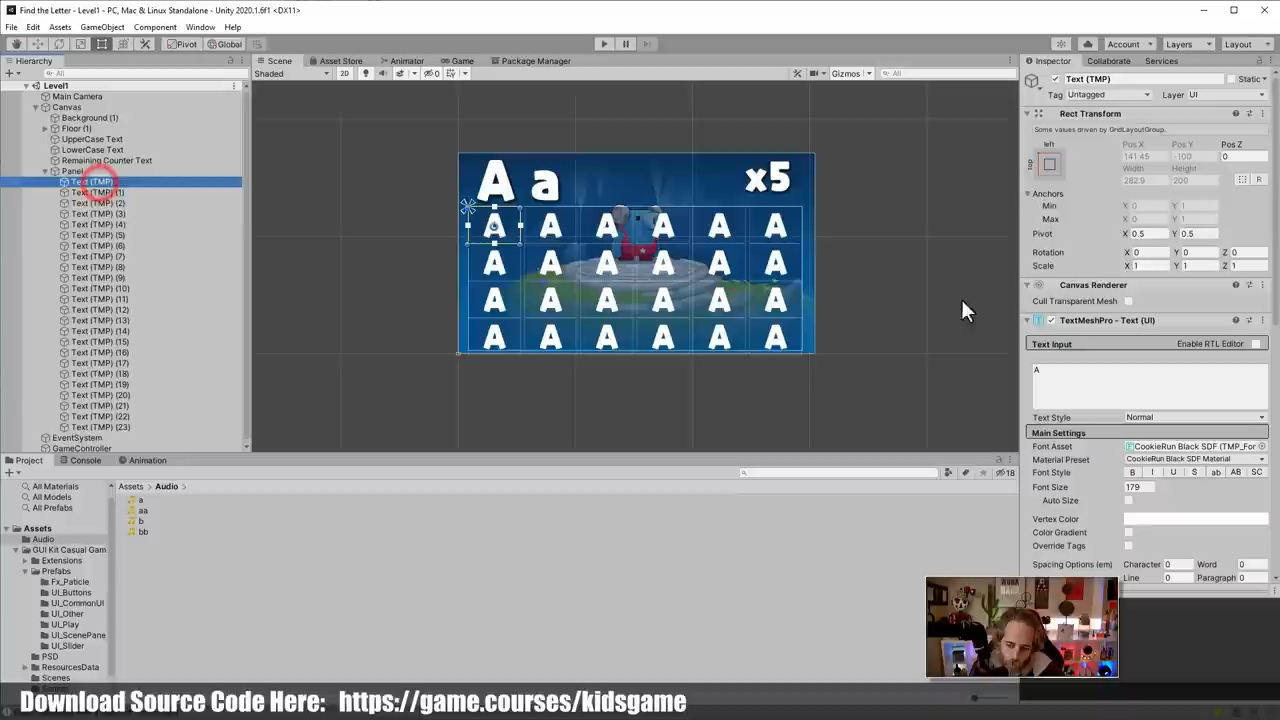 Find the Letter - Level1 - PC, Mac & Linux Standalone - Unity 2020.1.6f1 <DX11>
File Edit Assets GameObject Component Window Help
Pivot Global Account Layers Layout
Hierarchy
All
Level1
Main Camera
Canvas
Background (1)
Floor (1)
UpperCase Text
LowerCase Text
Remaining Counter Text
Panel
Text (TMP)
Text (TMP) (1)
Text (TMP) (2)
Text (TMP) (3)
Text (TMP) (4)
Text (TMP) (5)
Text (TMP) (6)
Text (TMP) (7)
Text (TMP) (8)
Text (TMP) (9)
Text (TMP) (10)
Text (TMP) (11)
Text (TMP) (12)
Text (TMP) (13)
Text (TMP) (14)
Text (TMP) (15)
Text (TMP) (16)
Text (TMP) (17)
Text (TMP) (18)
Text (TMP) (19)
Text (TMP) (20)
Text (TMP) (21)
Text (TMP) (22)
Text (TMP) (23)
EventSystem
GameController
Scene Asset Store Animator Game Package Manager
Shaded 2D 0 Gizmos All
A a x5
A A A A A A
A A A A A A
A A A A A A
A A A A A A
Inspector Collaborate Services
Text (TMP) Static
Tag Untagged Layer UI
Rect Transform
Some values driven by GridLayoutGroup.
left Pos X Pos Y Pos Z
top 141.45 -100 0
Width Height
282.9 200 R
Anchors
Min X 0 Y 1
Max X 0 Y 1
Pivot X 0.5 Y 0.5
Rotation X 0 Y 0 Z 0
Scale X 1 Y 1 Z 1
Canvas Renderer
Cull Transparent Mesh
TextMeshPro - Text (UI)
Text Input Enable RTL Editor
A
Text Style Normal
Main Settings
Font Asset CookieRun Black SDF (TMP_For
Material Preset CookieRun Black SDF Material
Font Style B I U S ab AB SC
Font Size 179
Auto Size
Vertex Color
Color Gradient
Override Tags
Spacing Options (em) Character 0 Word 0
Line 0 Paragraph 0
Project Console Animation
18
All Materials
All Models
All Prefabs
Assets
Audio
GUI Kit Casual Gam
Extensions
Prefabs
Fx_Paticle
UI_Buttons
UI_CommonUI
UI_Other
UI_Play
UI_ScenePane
UI_Slider
PSD
ResourcesData
Scenes
Assets > Audio >
a
aa
b
bb
Download Source Code Here: https://game.courses/kidsgame